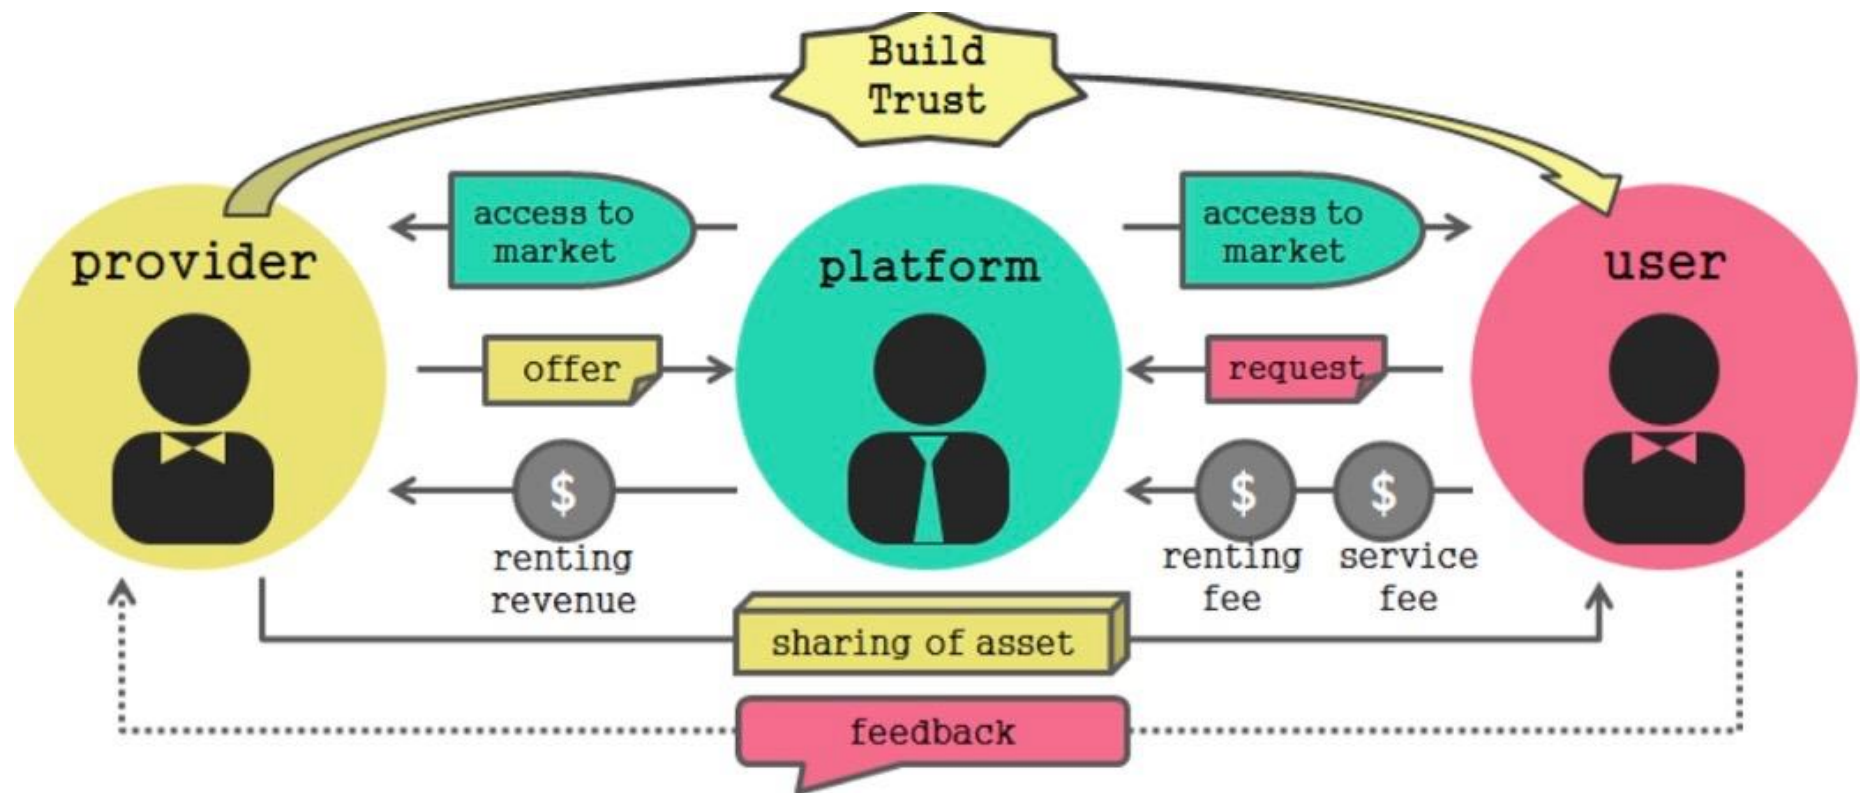 Build
Trust
access to
market
access to
market
provider
platform
user
offer
request
$
$
$
renting
revenue
renting
fee
service
fee
sharing of asset
feedback